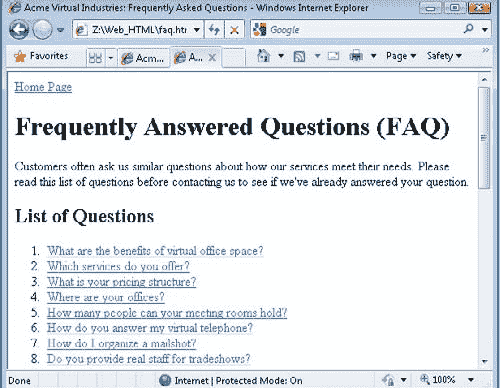 Acme Virtual Industries: Frequently Asked Questions - Windows Internet Explorer
Z:\Web_HTML\faq.htr
Google
Favorites
Acm...
A...
Page
Safety
Home Page
Frequently Answered Questions (FAQ)
Customers often ask us similar questions about how our services meet their needs. Please
read this list of questions before contacting us to see if we've already answered your question.
List of Questions
1. What are the benefits of virtual office space?
2. Which services do you offer?
3. What is your pricing structure?
4. Where are your offices?
5. How many people can your meeting rooms hold?
6. How do you answer my virtual telephone?
7. How do I organize a mailshot?
8. Do you provide real staff for tradeshows?
Done
Internet | Protected Mode: On
100%